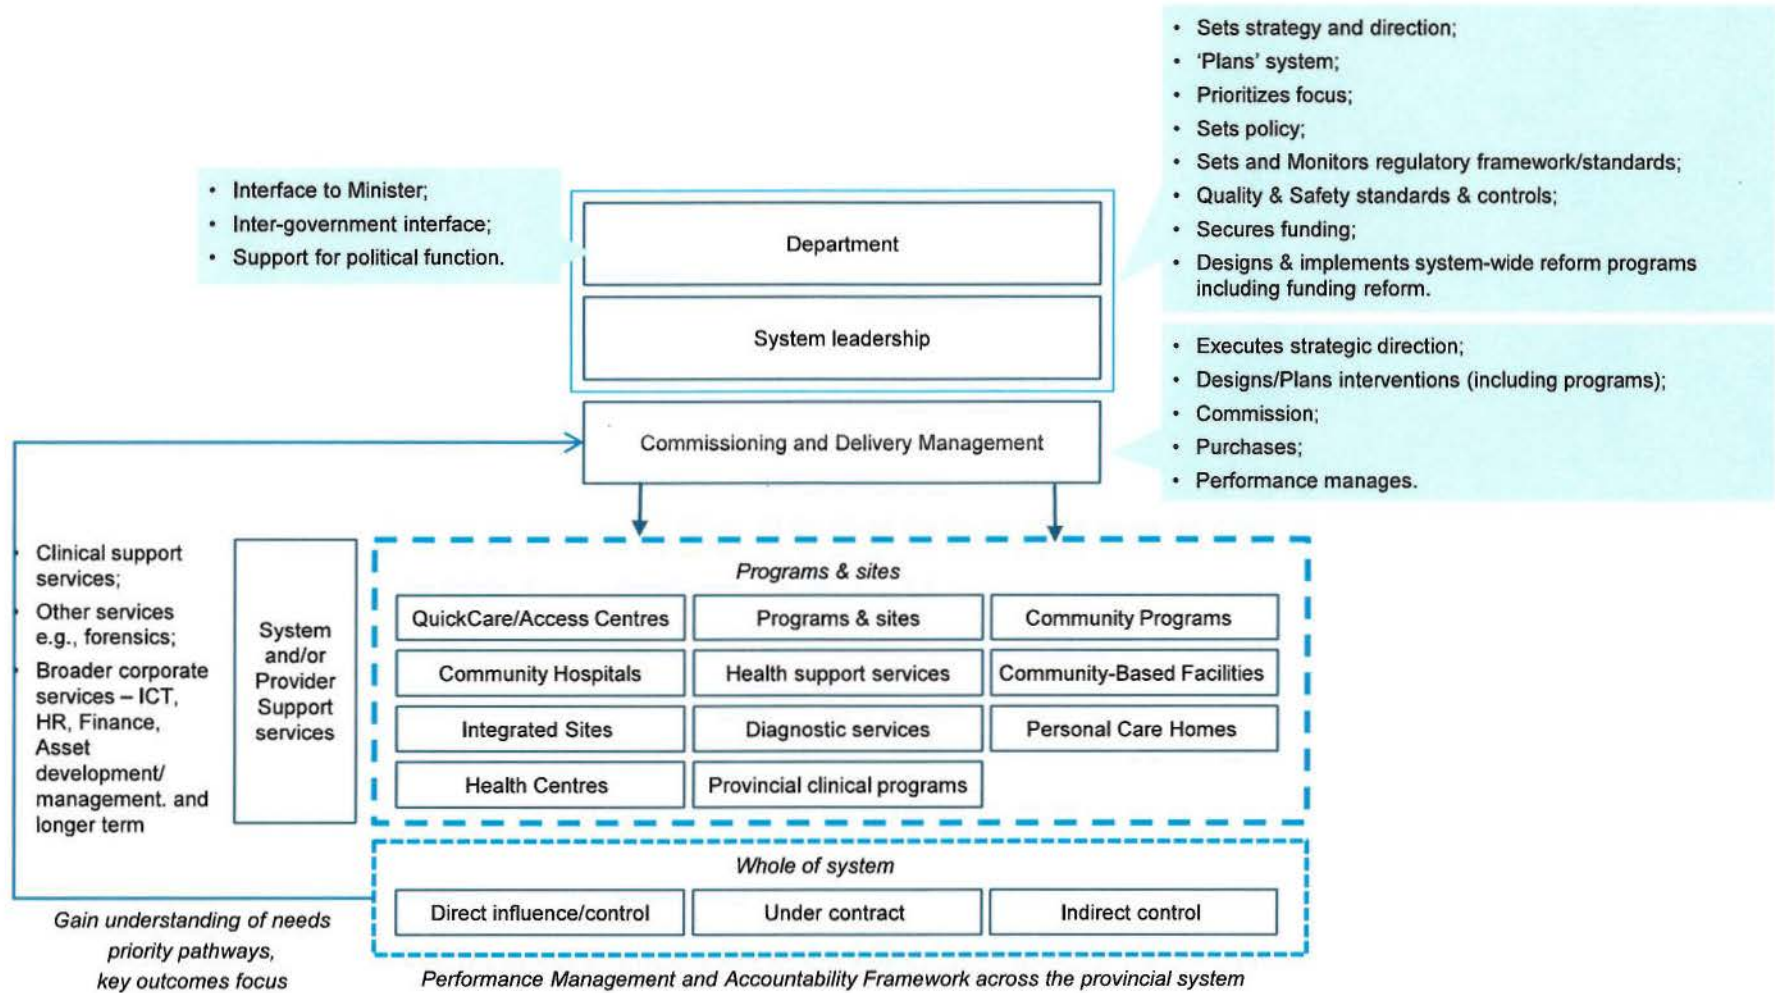 • Sets strategy and direction;
• 'Plans' system;
• Prioritizes focus;
• Sets policy;
• Sets and Monitors regulatory framework/standards;
• Quality & Safety standards & controls;
• Secures funding;
• Designs & implements system-wide reform programs
including funding reform.
• Interface to Minister;
• Inter-government interface;
• Support for political function.
Department
System leadership
• Executes strategic direction;
• Designs/Plans interventions (including programs);
• Commission;
• Purchases;
• Performance manages.
Commissioning and Delivery Management
• Clinical support
services;
• Other services
e.g., forensics;
• Broader corporate
services – ICT,
HR, Finance,
Asset
development/
management. and
longer term
System
and/or
Provider
Support
services
Programs & sites
QuickCare/Access Centres
Programs & sites
Community Programs
Community Hospitals
Health support services
Community-Based Facilities
Integrated Sites
Diagnostic services
Personal Care Homes
Health Centres
Provincial clinical programs
Whole of system
Direct influence/control
Under contract
Indirect control
Gain understanding of needs
priority pathways,
key outcomes focus
Performance Management and Accountability Framework across the provincial system